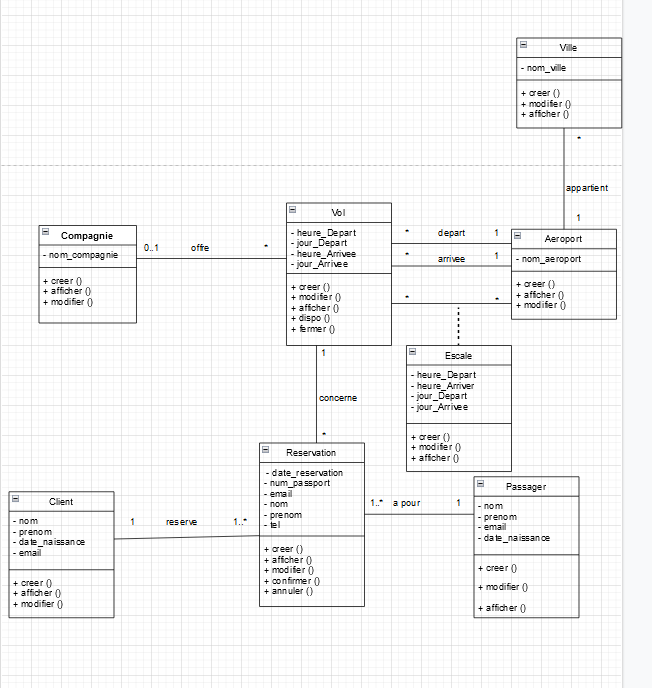 Ville
- nom_ville
+ creer ()
+ modifier ()
+ afficher ()
*
appartient
1
Compagnie
- nom_compagnie
+ creer ()
+ afficher ()
+ modifier ()
0..1 offre *
Vol
- heure_Depart
- jour_Depart
- heure_Arrivee
- jour_Arrivee
+ creer ()
+ modifier ()
+ afficher ()
+ dispo ()
+ fermer ()
* depart 1
* arrivee 1
* *
Aeroport
- nom_aeroport
+ creer ()
+ afficher ()
+ modifier ()
Escale
- heure_Depart
- heure_Arriver
- jour_Depart
- jour_Arrivee
+ creer ()
+ modifier ()
+ afficher ()
1
concerne
*
Client
- nom
- prenom
- date_naissance
- email
+ creer ()
+ afficher ()
+ modifier ()
1 reserve 1..*
Reservation
- date_reservation
- num_passport
- email
- nom
- prenom
- tel
+ creer ()
+ afficher ()
+ modifier ()
+ confirmer ()
+ annuler ()
1..* a pour 1
Passager
- nom
- prenom
- email
- date_naissance
+ creer ()
+ modifier ()
+ afficher ()